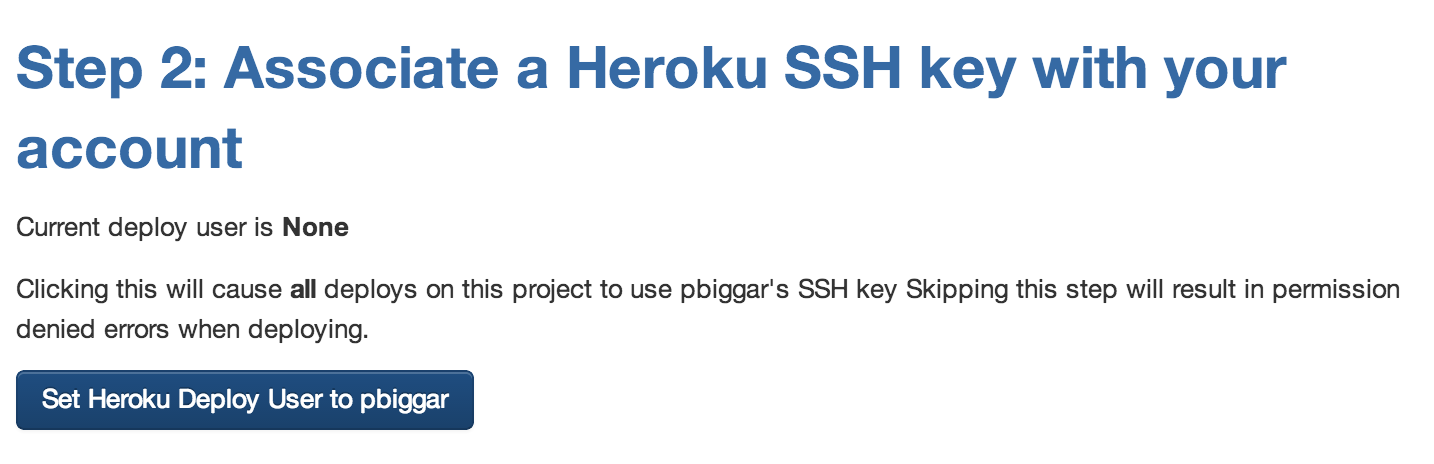 Step 2: Associate a Heroku SSH key with your
account
Current deploy user is None
Clicking this will cause all deploys on this project to use pbiggar's SSH key Skipping this step will result in permission
denied errors when deploying.
Set Heroku Deploy User to pbiggar